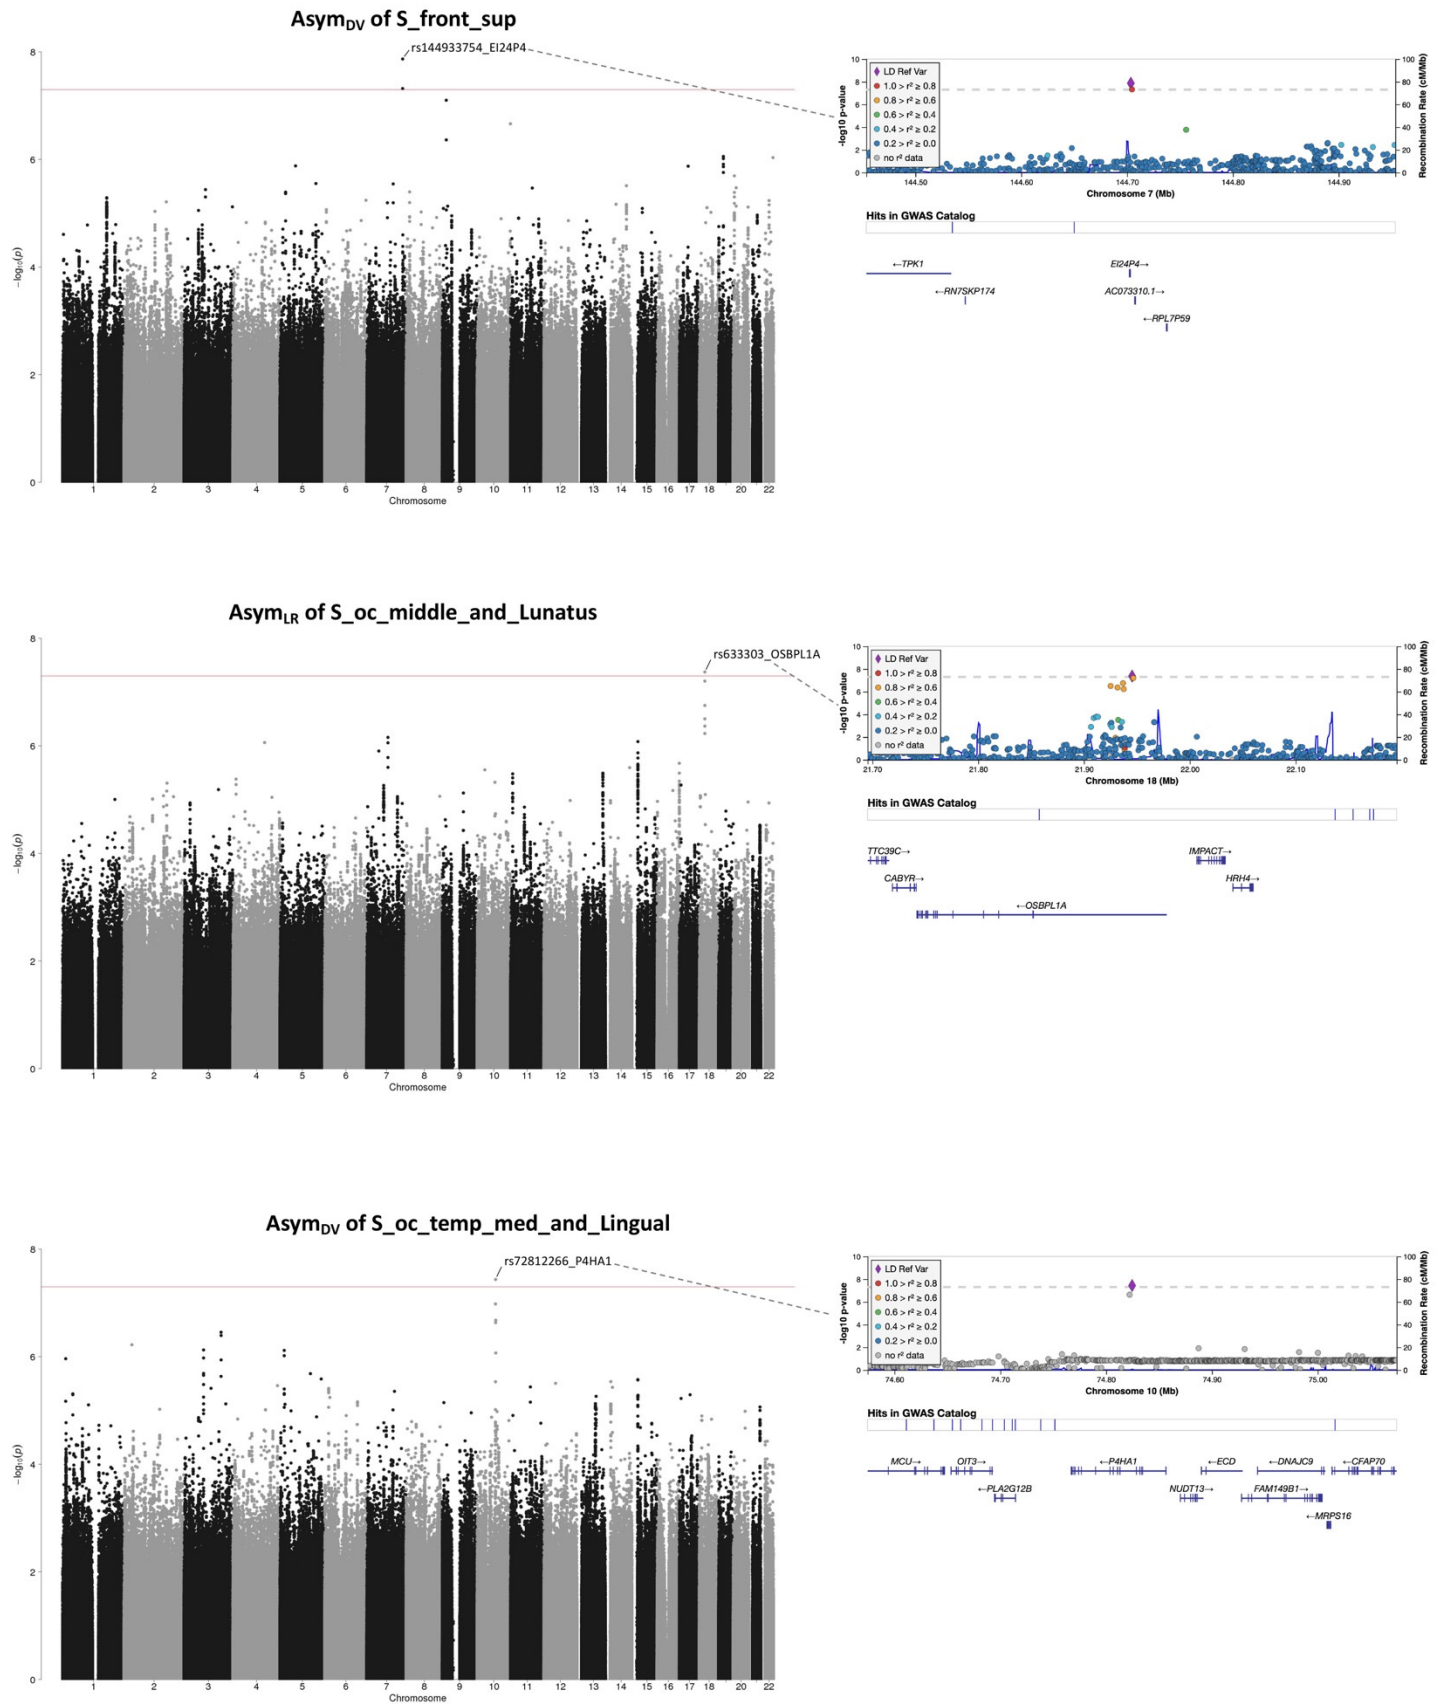 Asym_DV of S_front_sup
rs144933754_EI24P4
8
6
4
2
0
−log10(p)
1 2 3 4 5 6 7 8 9 10 11 12 13 14 15 16 17 18 20 22
Chromosome
LD Ref Var
1.0 > r² ≥ 0.8
0.8 > r² ≥ 0.6
0.6 > r² ≥ 0.4
0.4 > r² ≥ 0.2
0.2 > r² ≥ 0.0
no r² data
-log10 p-value
10
8
6
4
2
0
Recombination Rate (cM/Mb)
100
80
60
40
20
0
144.50 144.60 144.70 144.80 144.90
Chromosome 7 (Mb)
Hits in GWAS Catalog
←TPK1 EI24P4→
←RN7SKP174 AC073310.1→
←RPL7P59
Asym_LR of S_oc_middle_and_Lunatus
rs633303_OSBPL1A
8
6
4
2
0
−log10(p)
1 2 3 4 5 6 7 8 9 10 11 12 13 14 15 16 17 18 20 22
Chromosome
LD Ref Var
1.0 > r² ≥ 0.8
0.8 > r² ≥ 0.6
0.6 > r² ≥ 0.4
0.4 > r² ≥ 0.2
0.2 > r² ≥ 0.0
no r² data
-log10 p-value
10
8
6
4
2
0
Recombination Rate (cM/Mb)
100
80
60
40
20
0
21.70 21.80 21.90 22.00 22.10
Chromosome 18 (Mb)
Hits in GWAS Catalog
TTC39C→ IMPACT→
CABYR→ HRH4→
←OSBPL1A
Asym_DV of S_oc_temp_med_and_Lingual
rs72812266_P4HA1
8
6
4
2
0
−log10(p)
1 2 3 4 5 6 7 8 9 10 11 12 13 14 15 16 17 18 20 22
Chromosome
LD Ref Var
1.0 > r² ≥ 0.8
0.8 > r² ≥ 0.6
0.6 > r² ≥ 0.4
0.4 > r² ≥ 0.2
0.2 > r² ≥ 0.0
no r² data
-log10 p-value
10
8
6
4
2
0
Recombination Rate (cM/Mb)
100
80
60
40
20
0
74.60 74.70 74.80 74.90 75.00
Chromosome 10 (Mb)
Hits in GWAS Catalog
MCU→ OIT3→ ←P4HA1 ←ECD ←DNAJC9 ←CFAP70
←PLA2G12B NUDT13→ FAM149B1→
←MRPS16